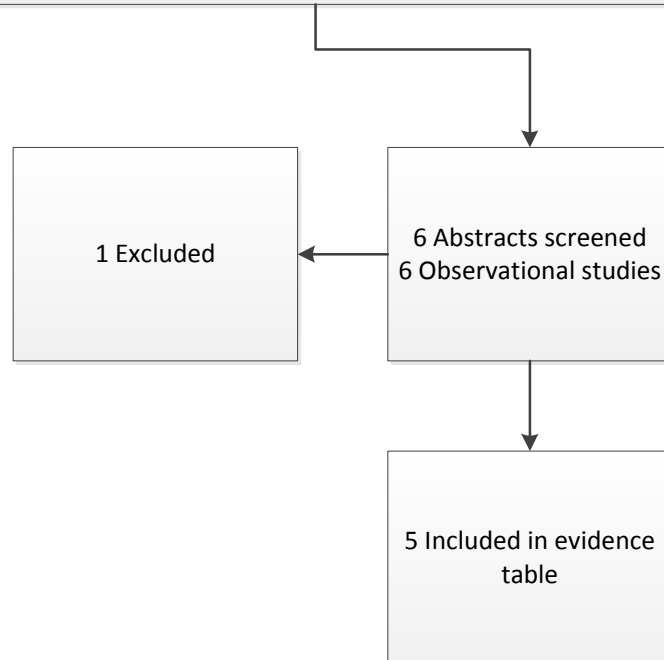 1 Excluded
6 Abstracts screened
6 Observational studies
5 Included in evidence
table